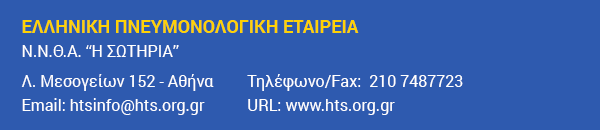 ΕΛΛΗΝΙΚΗ ΠΝΕΥΜΟΝΟΛΟΓΙΚΗ ΕΤΑΙΡΕΙΑ
Ν.Ν.Θ.Α. “Η ΣΩΤΗΡΙΑ”
Λ. Μεσογείων 152 - Αθήνα Τηλέφωνο/Fax: 210 7487723
Email: htsinfo@hts.org.gr URL: www.hts.org.gr